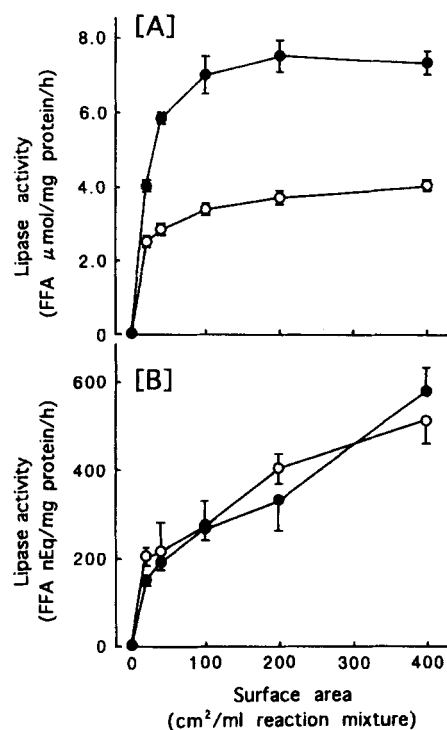 [A]
Lipase activity
(FFA μmol/mg protein/h)
8.0
6.0
4.0
2.0
0
[B]
Lipase activity
(FFA nEq/mg protein/h)
600
400
200
0
0 100 200 300 400
Surface area
(cm²/ml reaction mixture)